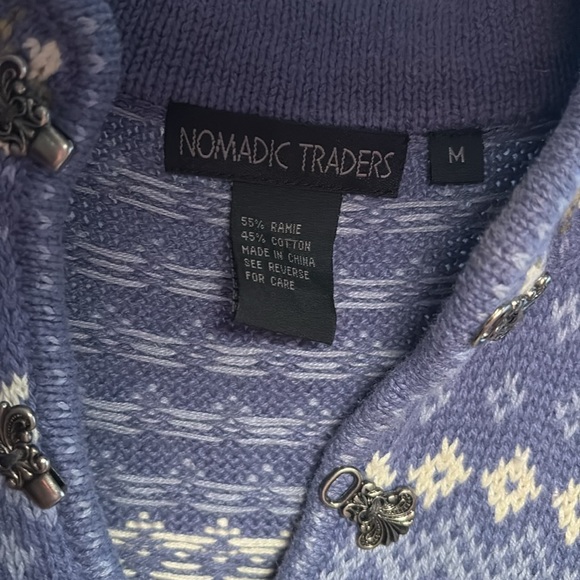 NOMADIC TRADERS
M
55% RAMIE
45% COTTON
MADE IN CHINA
SEE REVERSE
FOR CARE